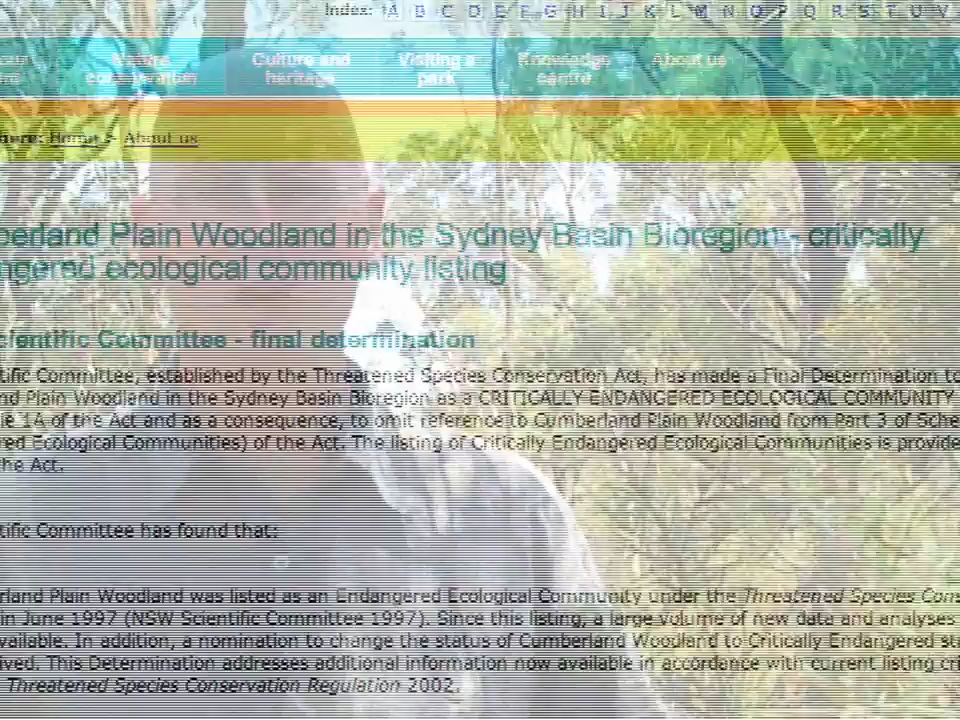 Index: A B C D E F G H I J K L M N O P Q R S T U V
Nature Culture and Visiting a Knowledge About us
conservation heritage park centre
here: Home > About us
berland Plain Woodland in the Sydney Basin Bioregion - critically
ngered ecological community listing
cientific Committee - final determination
tific Committee, established by the Threatened Species Conservation Act, has made a Final Determination to
nd Plain Woodland in the Sydney Basin Bioregion as a CRITICALLY ENDANGERED ECOLOGICAL COMMUNITY
le 1A of the Act and as a consequence, to omit reference to Cumberland Plain Woodland from Part 3 of Sche
red Ecological Communities) of the Act. The listing of Critically Endangered Ecological Communities is provide
the Act.
tific Committee has found that:
rland Plain Woodland was listed as an Endangered Ecological Community under the Threatened Species Cons
in June 1997 (NSW Scientific Committee 1997). Since this listing, a large volume of new data and analyses
vailable. In addition, a nomination to change the status of Cumberland Woodland to Critically Endangered st
ived. This Determination addresses additional information now available in accordance with current listing cri
Threatened Species Conservation Regulation 2002.